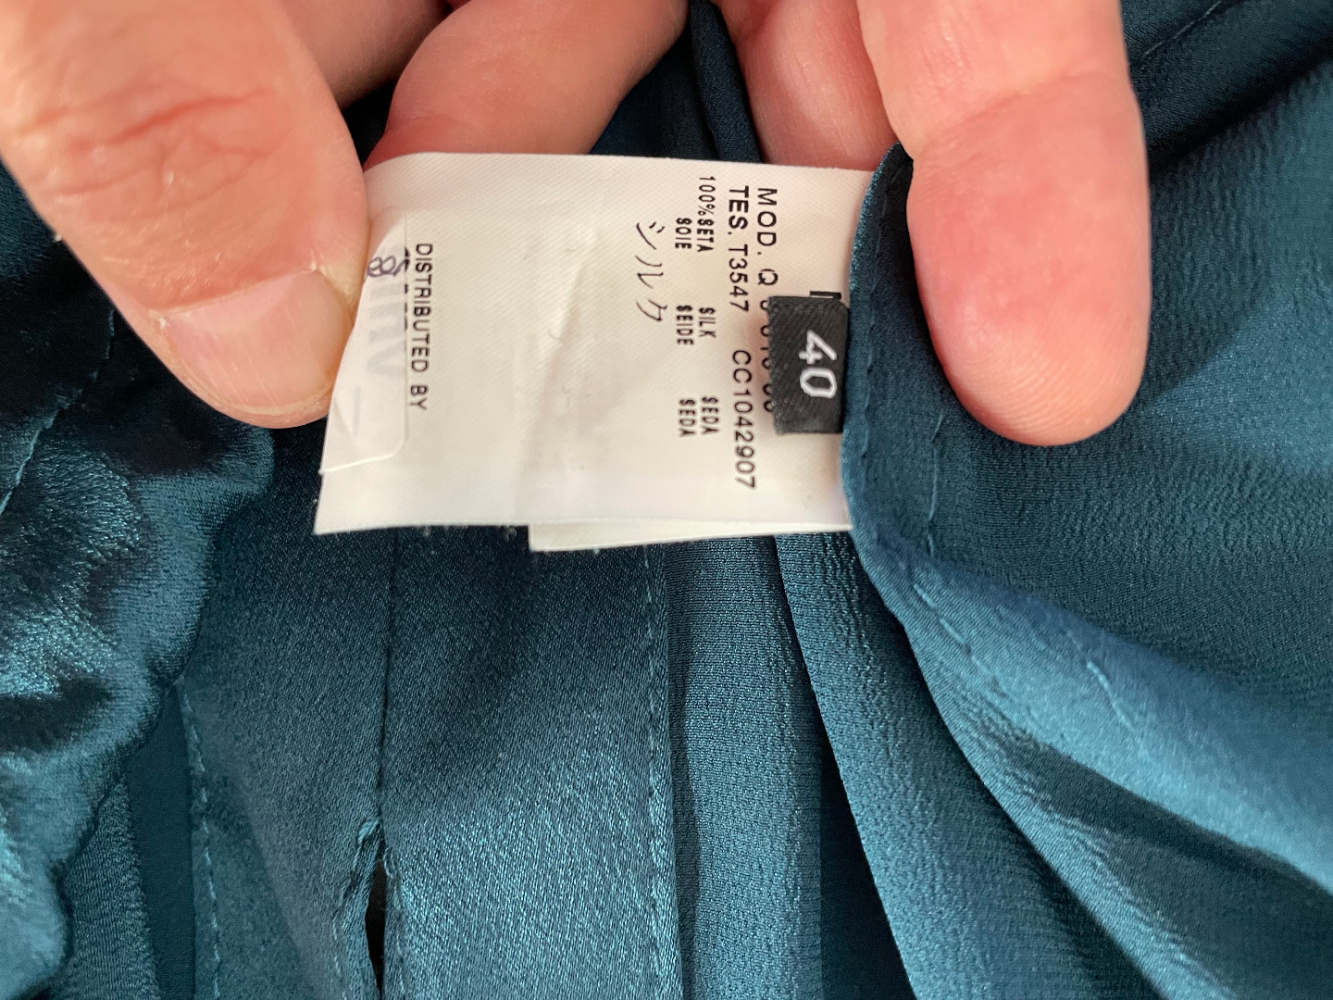 MOD. Q
TES. T3547 CC1042907
100%SETA SILK SEDA
SOIE SEIDE SEDA
シルク
DISTRIBUTED BY
40